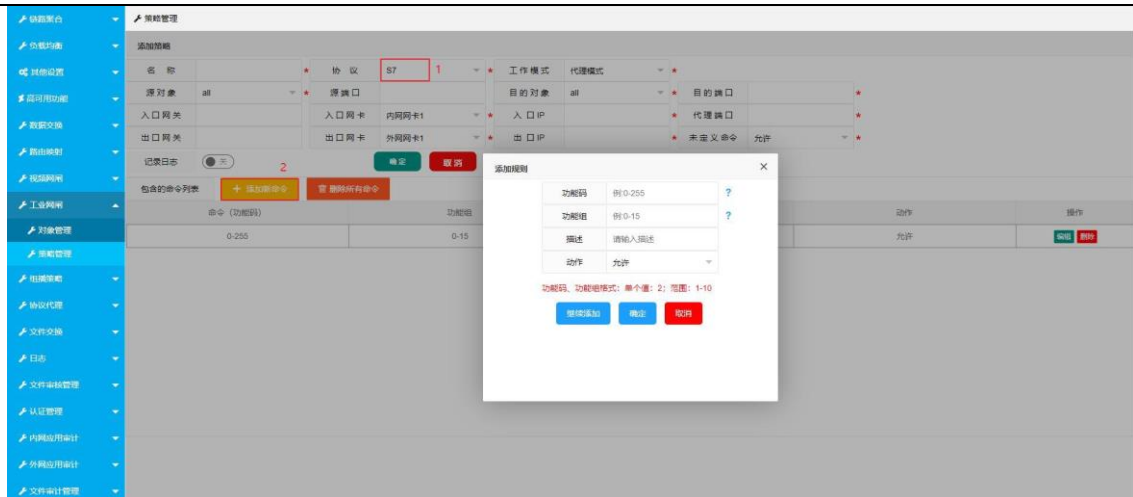 链路聚合
策略管理
负载均衡
添加策略
其他设置
名 称 * 协 议 S7 1 * 工作模式 代理模式 *
高可用功能
源对象 all * 源端口 目的对象 all * 目的端口 *
入口网关 入口网卡 内网网卡1 * 入 口 IP * 代理端口 *
数据交换
出口网关 出口网卡 外网网卡1 * 出 口 IP * 未定义命令 允许 *
路由映射
记录日志 关 2 确定 取消
视频网闸
包含的命令列表 + 添加新命令 删除所有命令
工业网闸
命令(功能码) 功能组 动作 操作
对象管理
0-255 0-15 允许 编辑 删除
策略管理
组播策略
协议代理
文件交换
日志
文件审核管理
认证管理
内网应用审计
外网应用审计
文件审计管理
添加规则 ×
功能码 例:0-255 ?
功能组 例:0-15 ?
描述 请输入描述
动作 允许
功能码、功能组格式:单个值:2;范围:1-10
继续添加 确定 取消